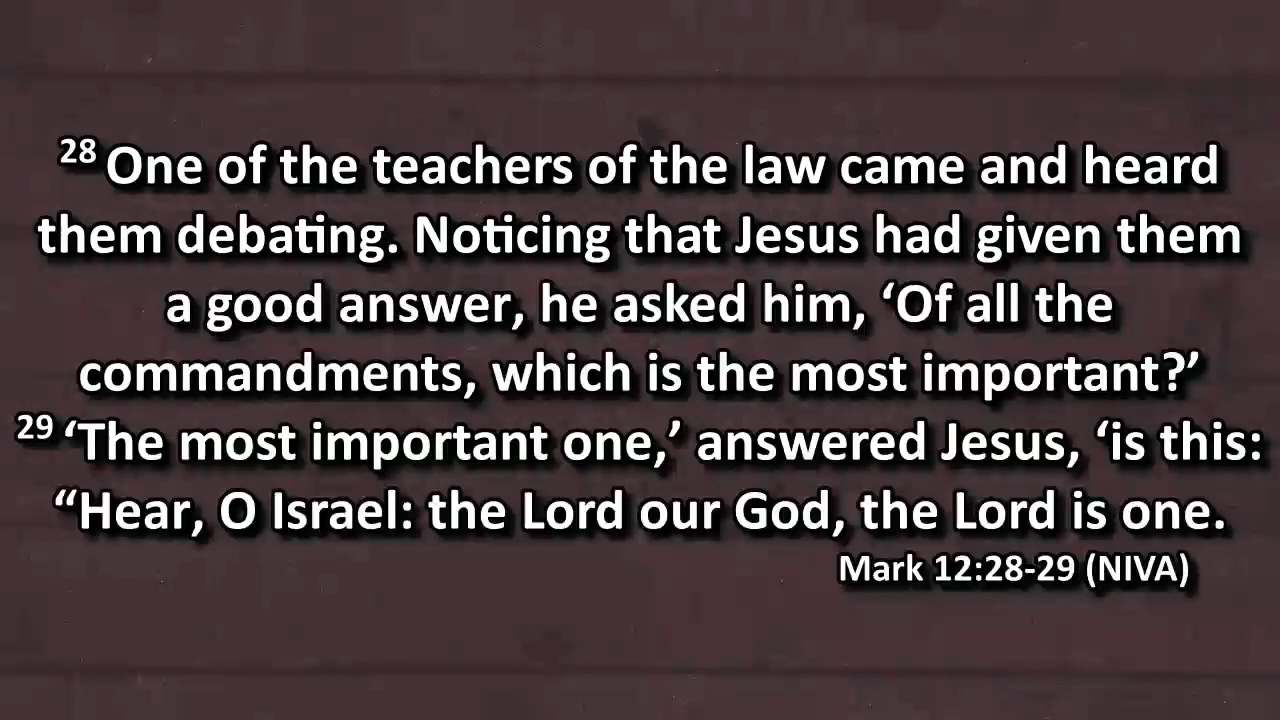 28 One of the teachers of the law came and heard
them debating. Noticing that Jesus had given them
a good answer, he asked him, ‘Of all the
commandments, which is the most important?’
29 ‘The most important one,’ answered Jesus, ‘is this:
“Hear, O Israel: the Lord our God, the Lord is one.
Mark 12:28-29 (NIVA)